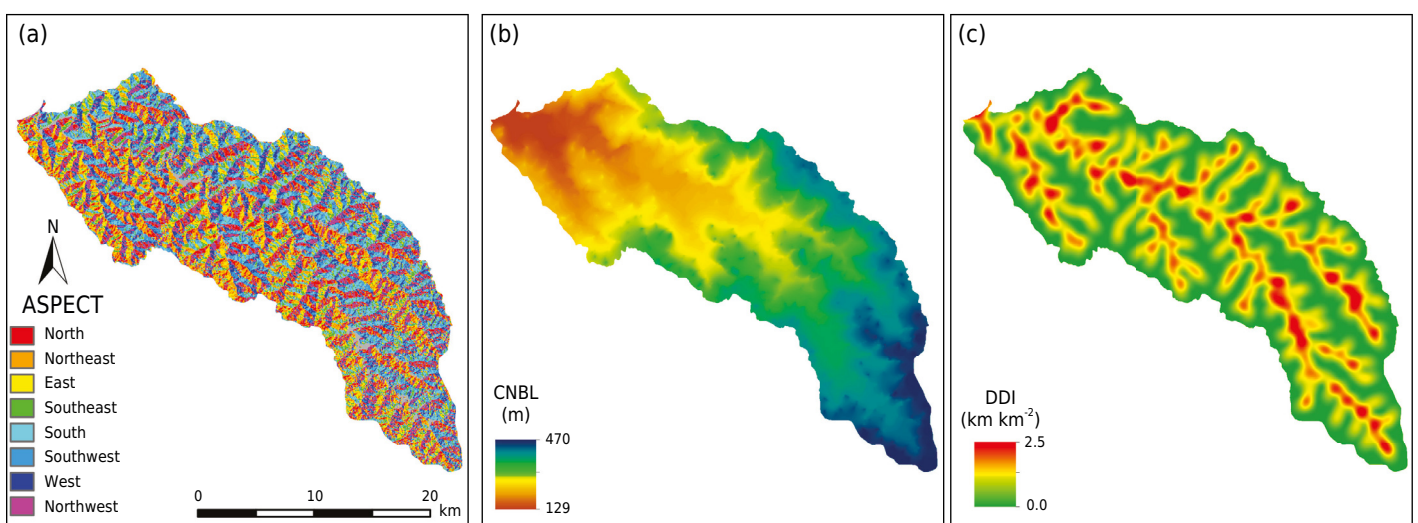 (a)
N
ASPECT
North
Northeast
East
Southeast
South
Southwest
West
Northwest
0 10 20
km
(b)
CNBL
(m)
470
129
(c)
DDI
(km km-2)
2.5
0.0